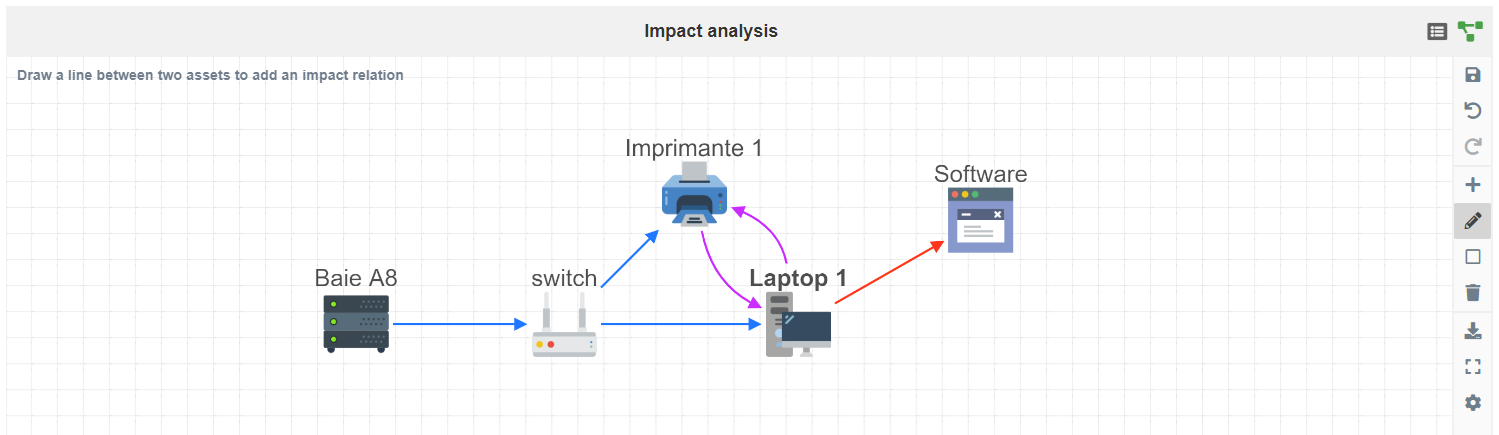 Impact analysis
Draw a line between two assets to add an impact relation
Imprimante 1
Software
Baie A8
switch
Laptop 1